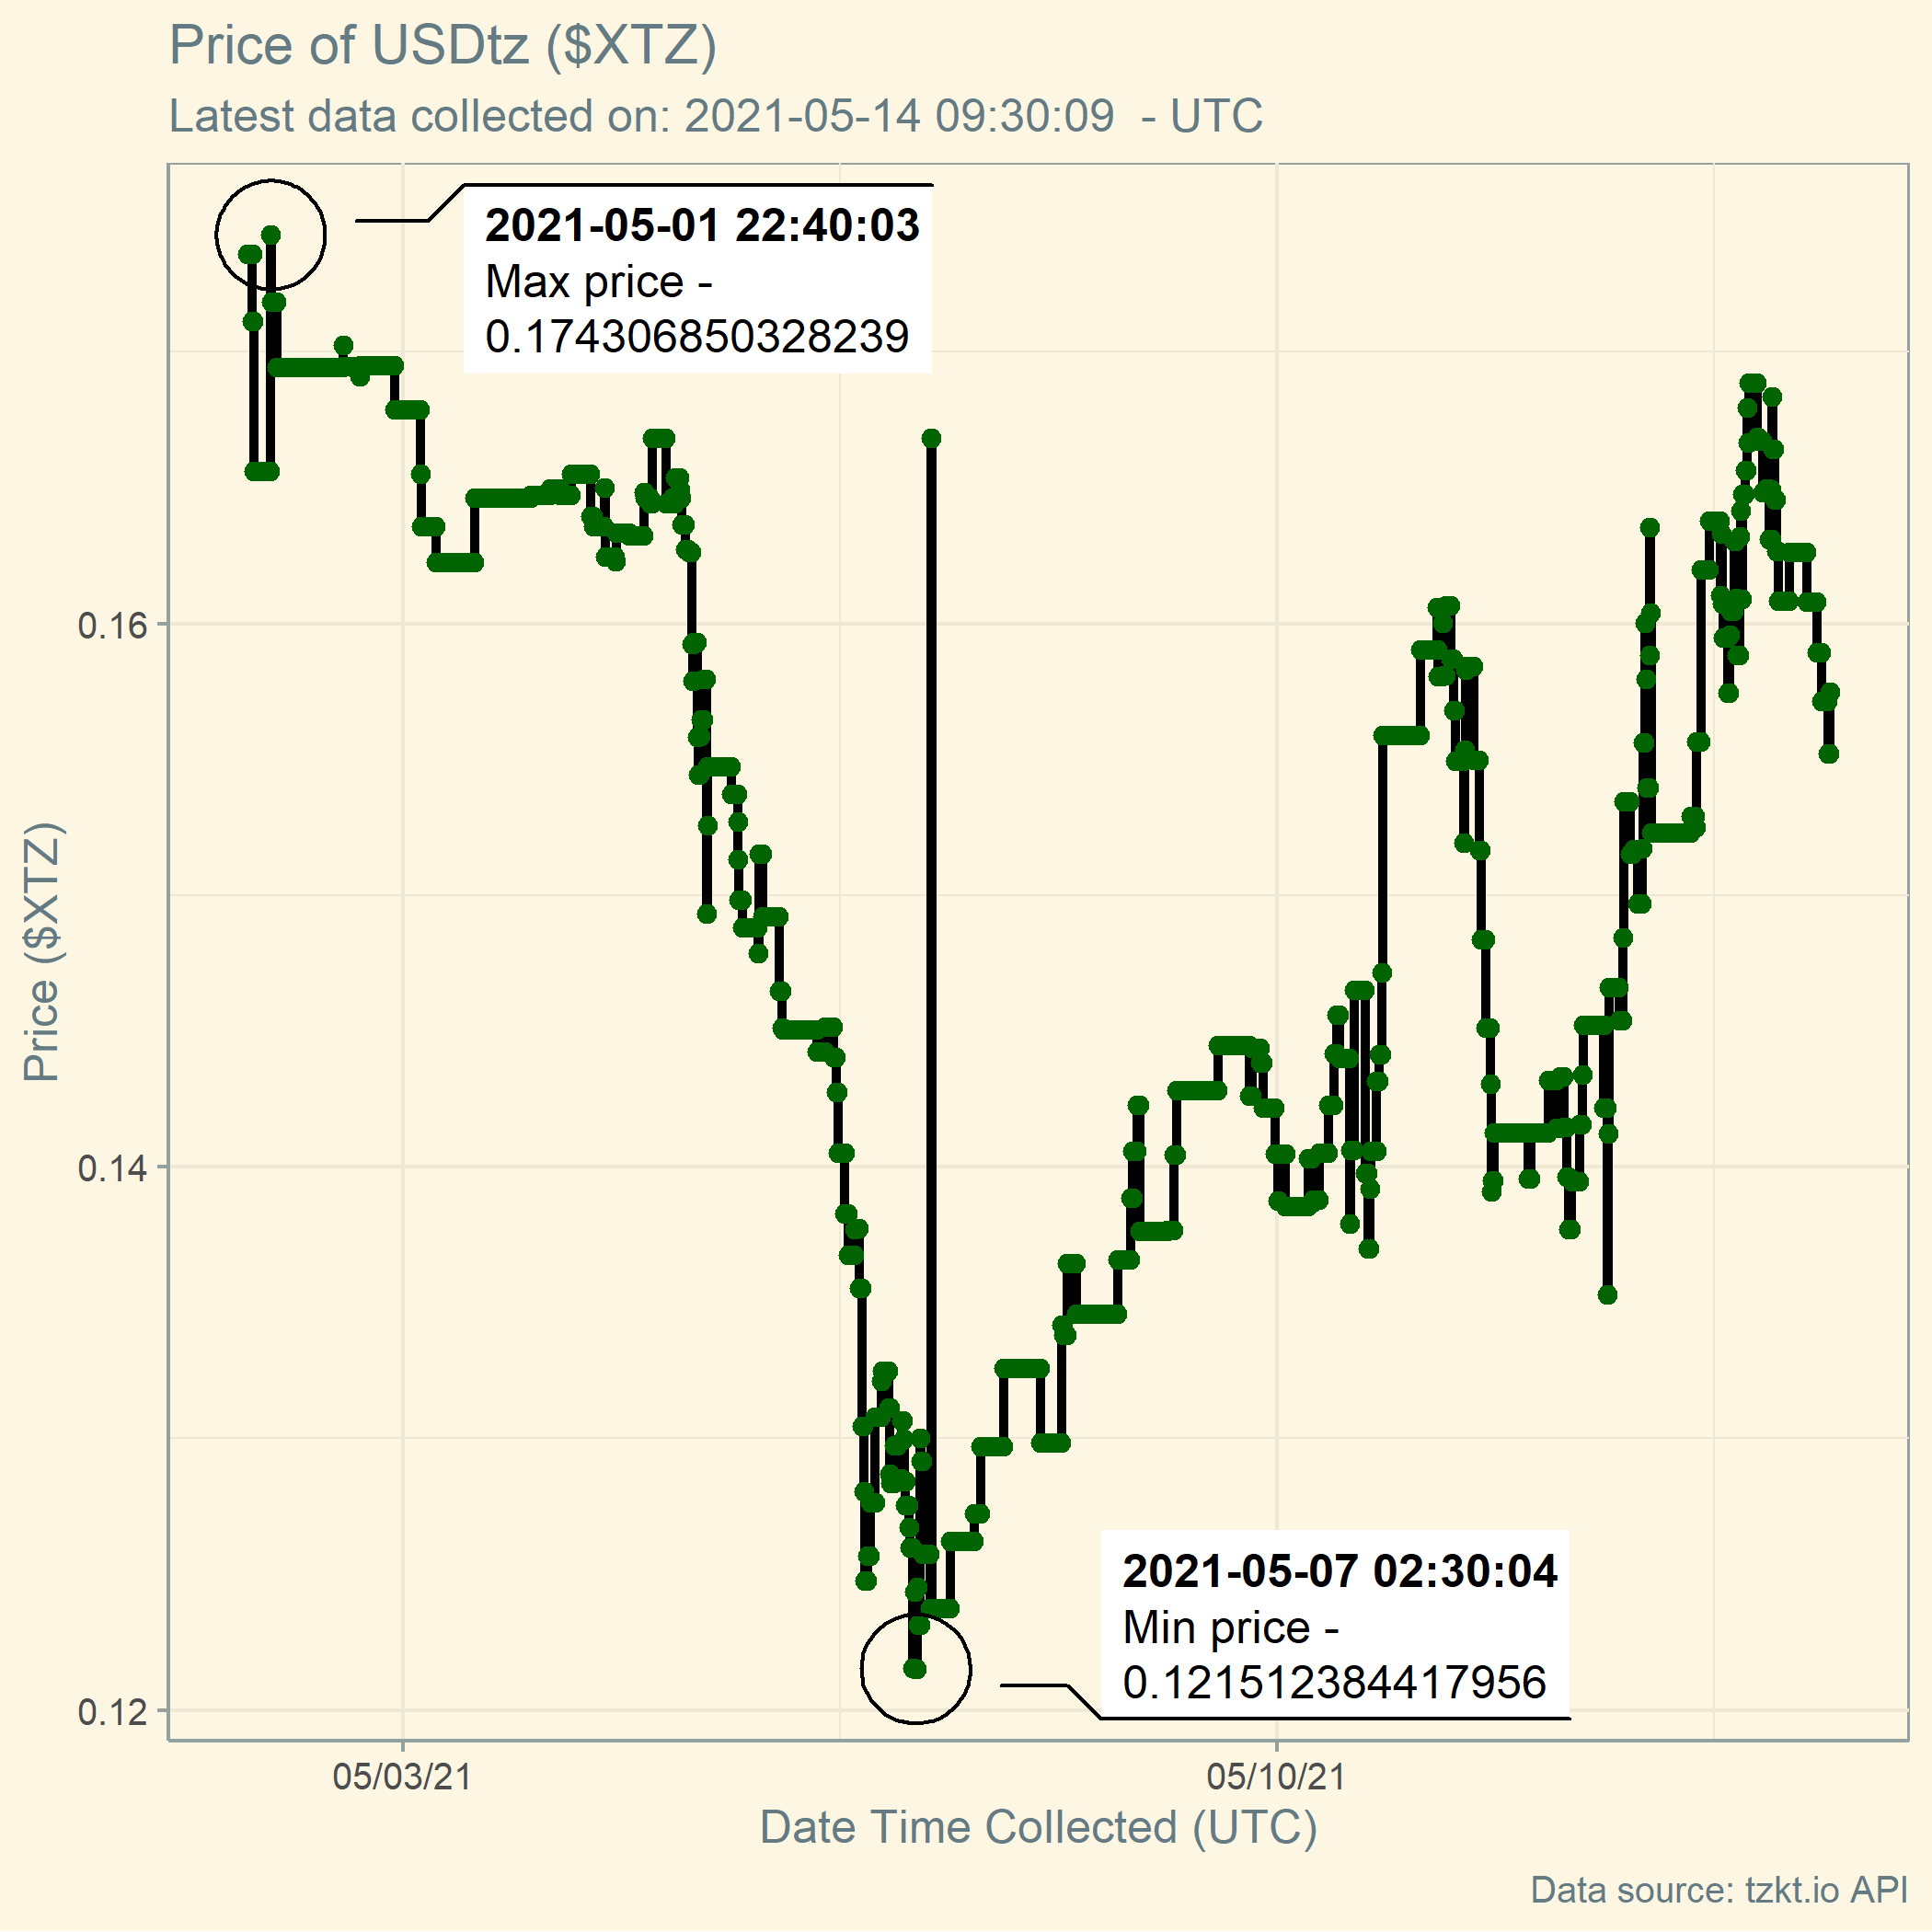 Price of USDtz ($XTZ)
Latest data collected on: 2021-05-14 09:30:09  - UTC
2021-05-01 22:40:03
Max price -
0.174306850328239
0.16
0.14
0.12
Price ($XTZ)
2021-05-07 02:30:04
Min price -
0.121512384417956
05/03/21
05/10/21
Date Time Collected (UTC)
Data source: tzkt.io API